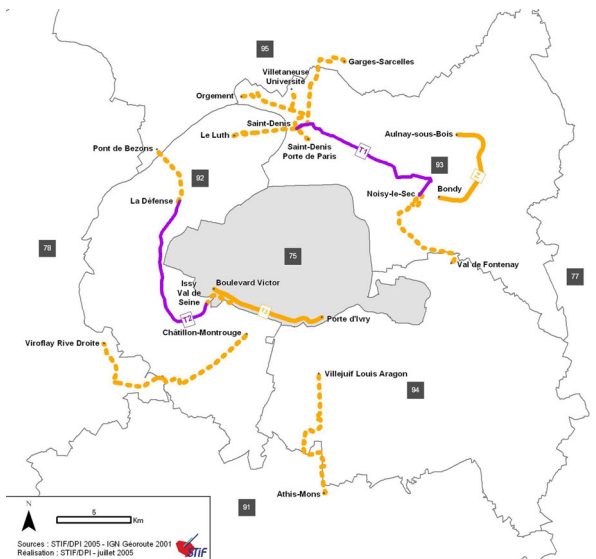 95
Garges-Sarcelles
Villetaneuse
Université
Orgement
Saint-Denis
Le Luth
Saint-Denis
Porte de Paris
T1
Aulnay-sous-Bois
Pont de Bezons
92
93
T4
La Défense
Noisy-le-Sec
Bondy
78
75
77
Val de Fontenay
Issy
Val de
Seine
Boulevard Victor
T3
T2
Porte d'Ivry
Châtillon-Montrouge
Viroflay Rive Droite
Villejuif Louis Aragon
94
Athis-Mons
91
N
5
Km
Sources : STIF/DPI 2005 - IGN Géoroute 2001
Réalisation : STIF/DPI - juillet 2005
STIF